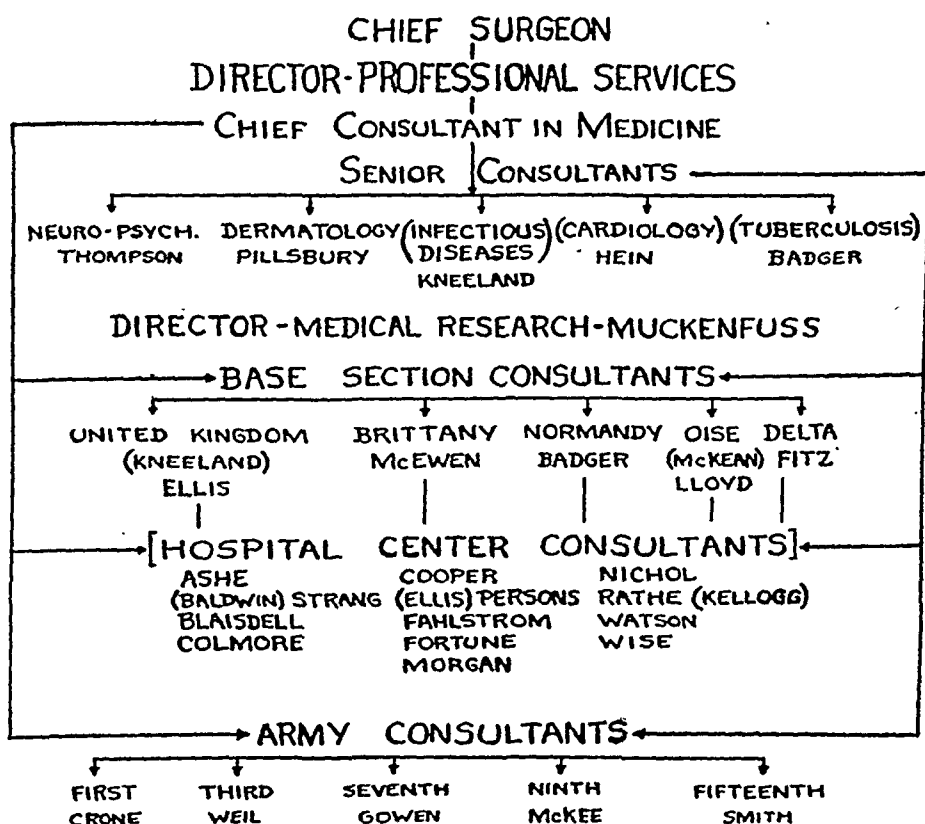 CHIEF SURGEON
DIRECTOR-PROFESSIONAL SERVICES
CHIEF CONSULTANT IN MEDICINE
SENIOR CONSULTANTS
NEURO-PSYCH. DERMATOLOGY (INFECTIOUS) (CARDIOLOGY) (TUBERCULOSIS)
THOMPSON PILLSBURY (DISEASES) HEIN BADGER
KNEELAND
DIRECTOR-MEDICAL RESEARCH-MUCKENFUSS
BASE SECTION CONSULTANTS
UNITED KINGDOM BRITTANY NORMANDY OISE DELTA
(KNEELAND) McEWEN BADGER (McKEAN) FITZ
ELLIS LLOYD
[HOSPITAL CENTER CONSULTANTS]
ASHE COOPER NICHOL
(BALDWIN) STRANG (ELLIS) PERSONS RATHE (KELLOGG)
BLAISDELL FAHLSTROM WATSON
COLMORE FORTUNE WISE
MORGAN
ARMY CONSULTANTS
FIRST THIRD SEVENTH NINTH FIFTEENTH
CRONE WEIL GOWEN McKEE SMITH